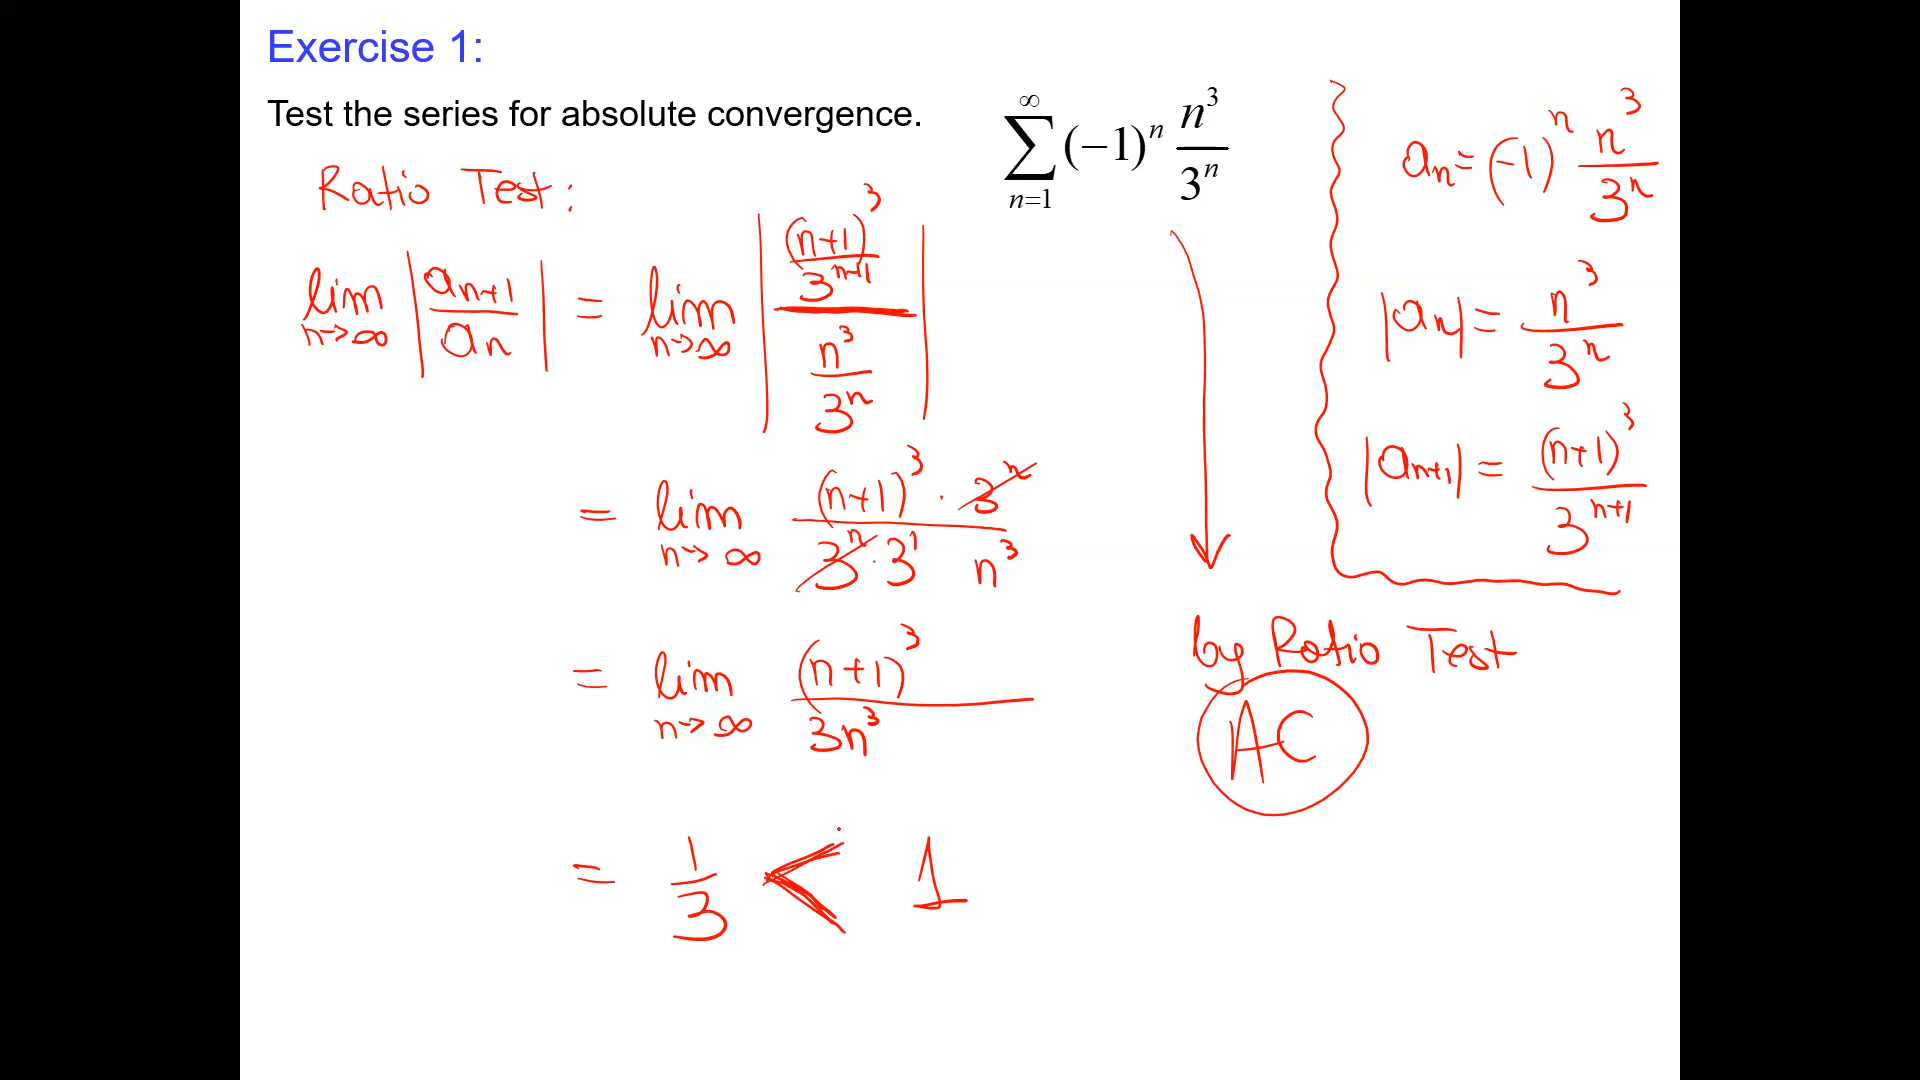 Exercise 1:
Test the series for absolute convergence. ∑_{n=1}^{∞} (−1)^n n^3/3^n
Ratio Test:
lim_{n→∞} |a_{n+1}/a_n| = lim_{n→∞} |((n+1)^3/3^{n+1})/(n^3/3^n)|
= lim_{n→∞} ((n+1)^3 · 3^n)/(3^n · 3^1 n^3)
= lim_{n→∞} (n+1)^3/3n^3
= 1/3 < 1
a_n = (−1)^n n^3/3^n
|a_n| = n^3/3^n
|a_{n+1}| = (n+1)^3/3^{n+1}
by Ratio Test
AC